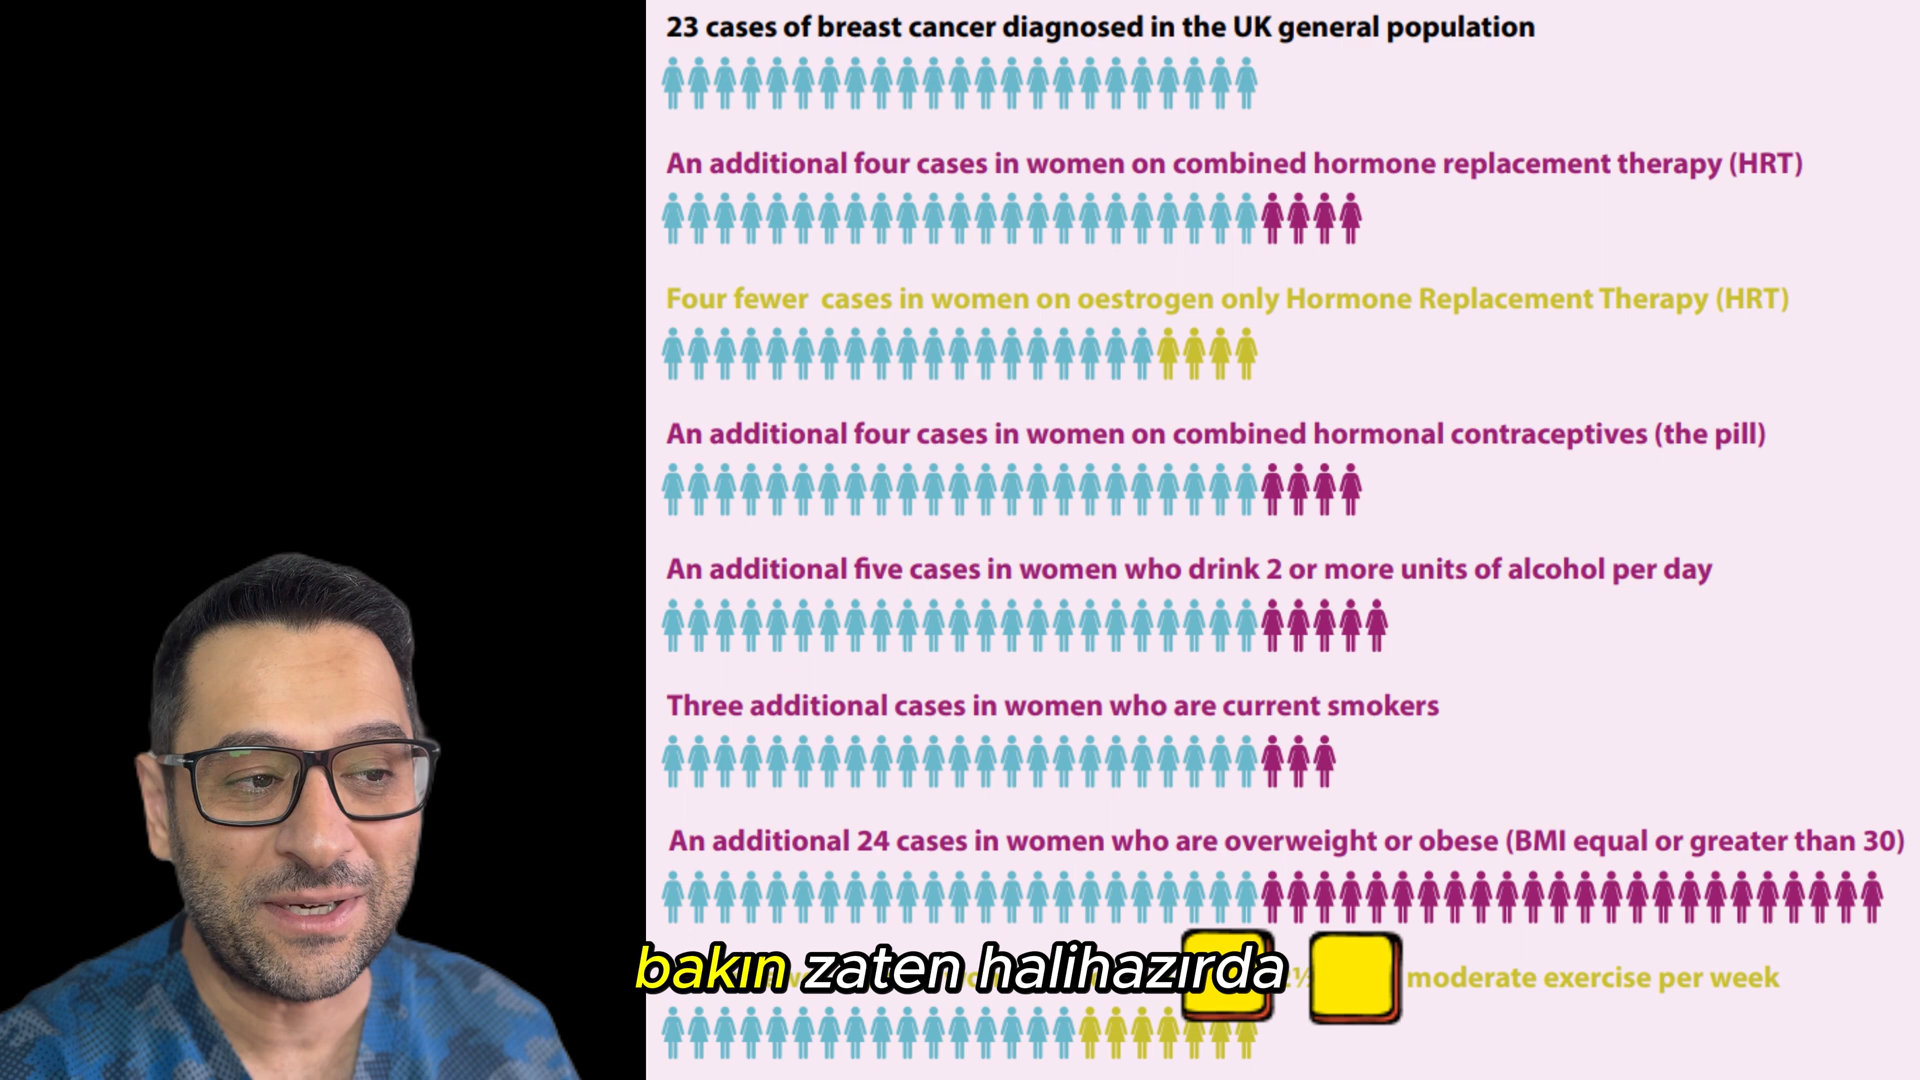 23 cases of breast cancer diagnosed in the UK general population
An additional four cases in women on combined hormone replacement therapy (HRT)
Four fewer cases in women on oestrogen only Hormone Replacement Therapy (HRT)
An additional four cases in women on combined hormonal contraceptives (the pill)
An additional five cases in women who drink 2 or more units of alcohol per day
Three additional cases in women who are current smokers
An additional 24 cases in women who are overweight or obese (BMI equal or greater than 30)
bakın zaten halihazırda
moderate exercise per week